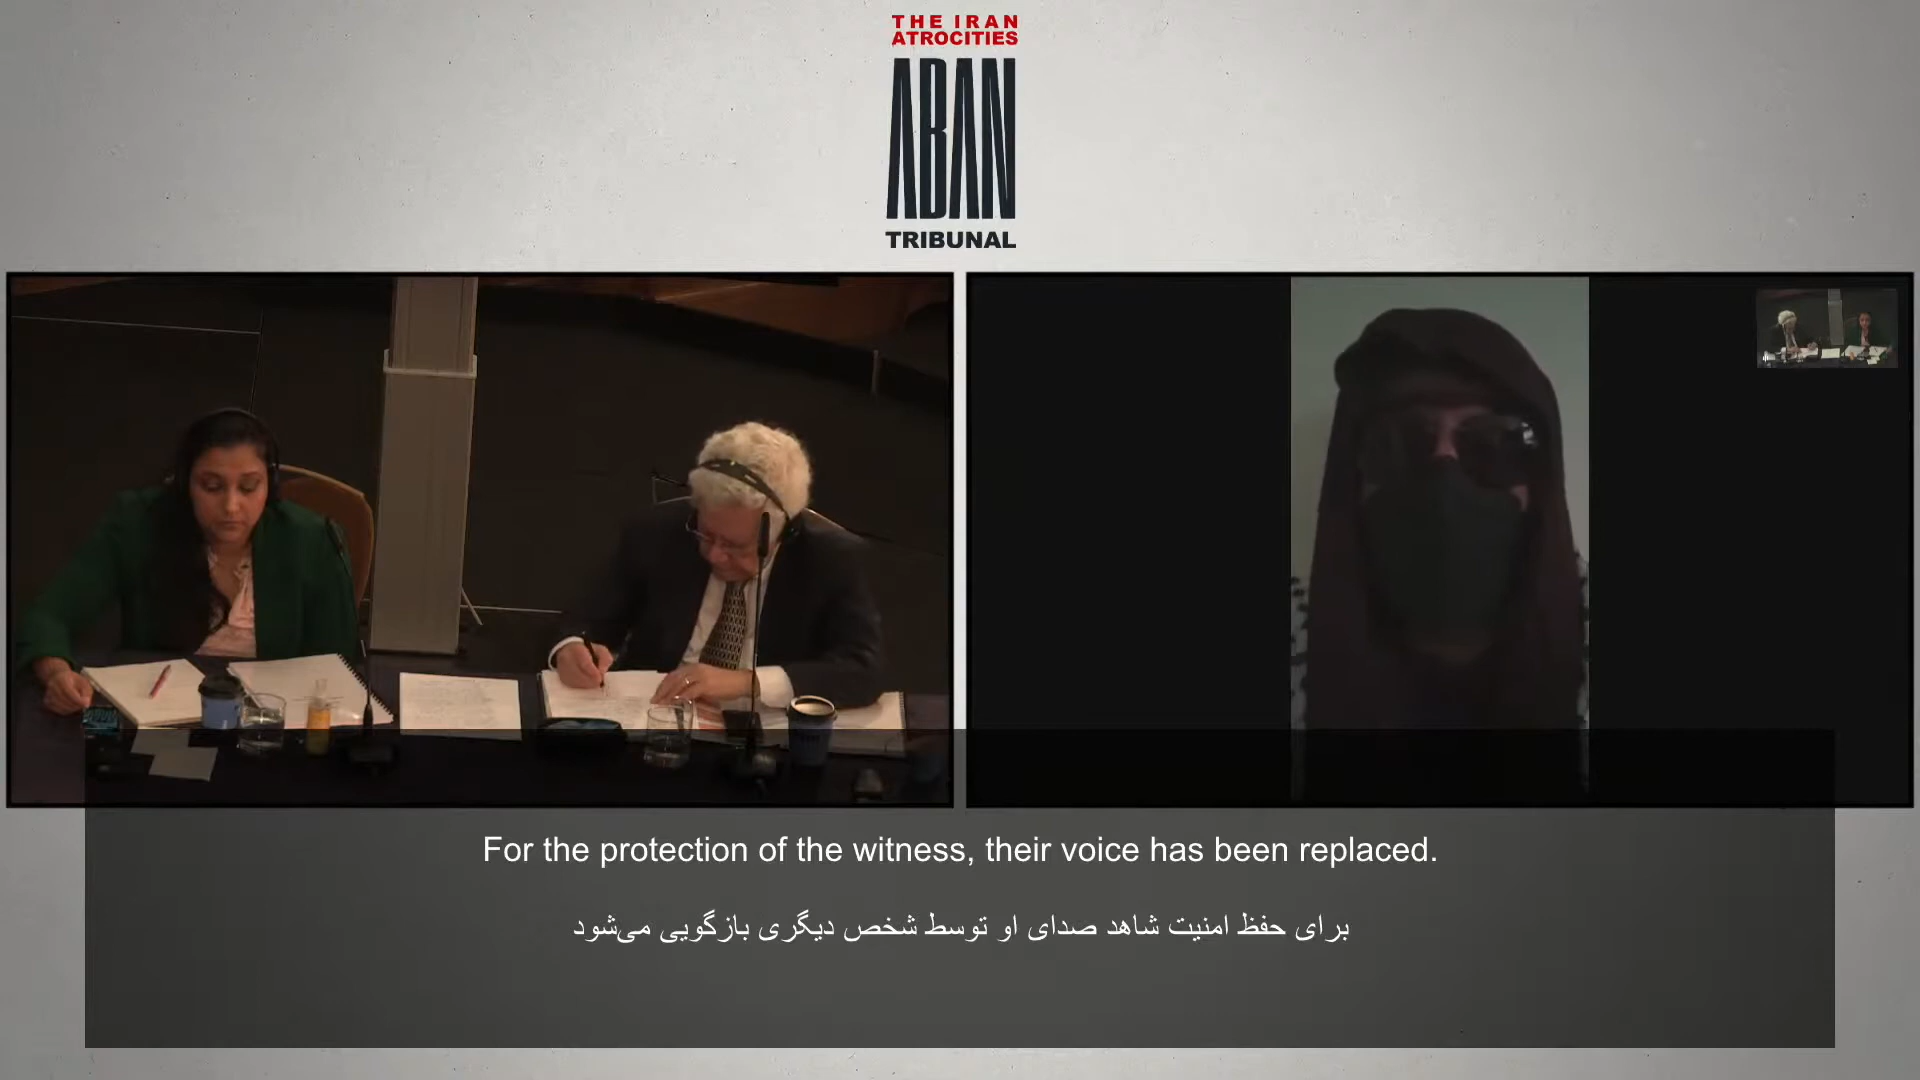 THE IRAN
ATROCITIES
ABAN
TRIBUNAL
For the protection of the witness, their voice has been replaced.
برای حفظ امنیت شاهد صدای او توسط شخص دیگری بازگویی می‌شود